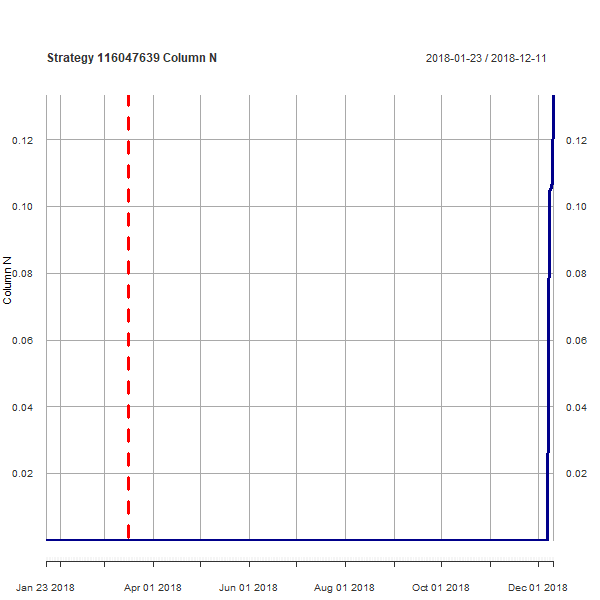 Strategy 116047639 Column N
2018-01-23 / 2018-12-11
0.12
0.12
0.10
0.10
0.08
0.08
Column N
0.06
0.06
0.04
0.04
0.02
0.02
Jan 23 2018
Apr 01 2018
Jun 01 2018
Aug 01 2018
Oct 01 2018
Dec 01 2018